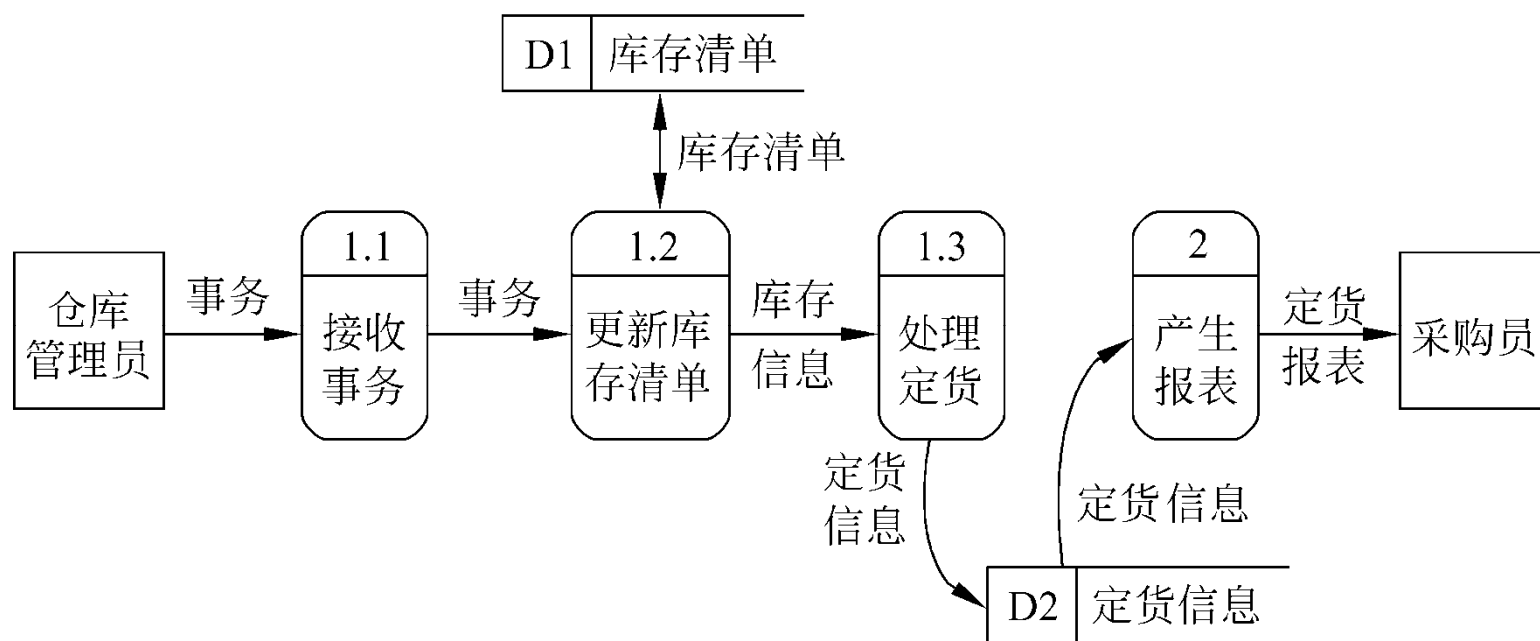 D1
库存清单
库存清单
仓库
管理员
事务
1.1
接收
事务
事务
1.2
更新库
存清单
库存
信息
1.3
处理
定货
定货
信息
D2
定货信息
定货信息
2
产生
报表
定货
报表
采购员